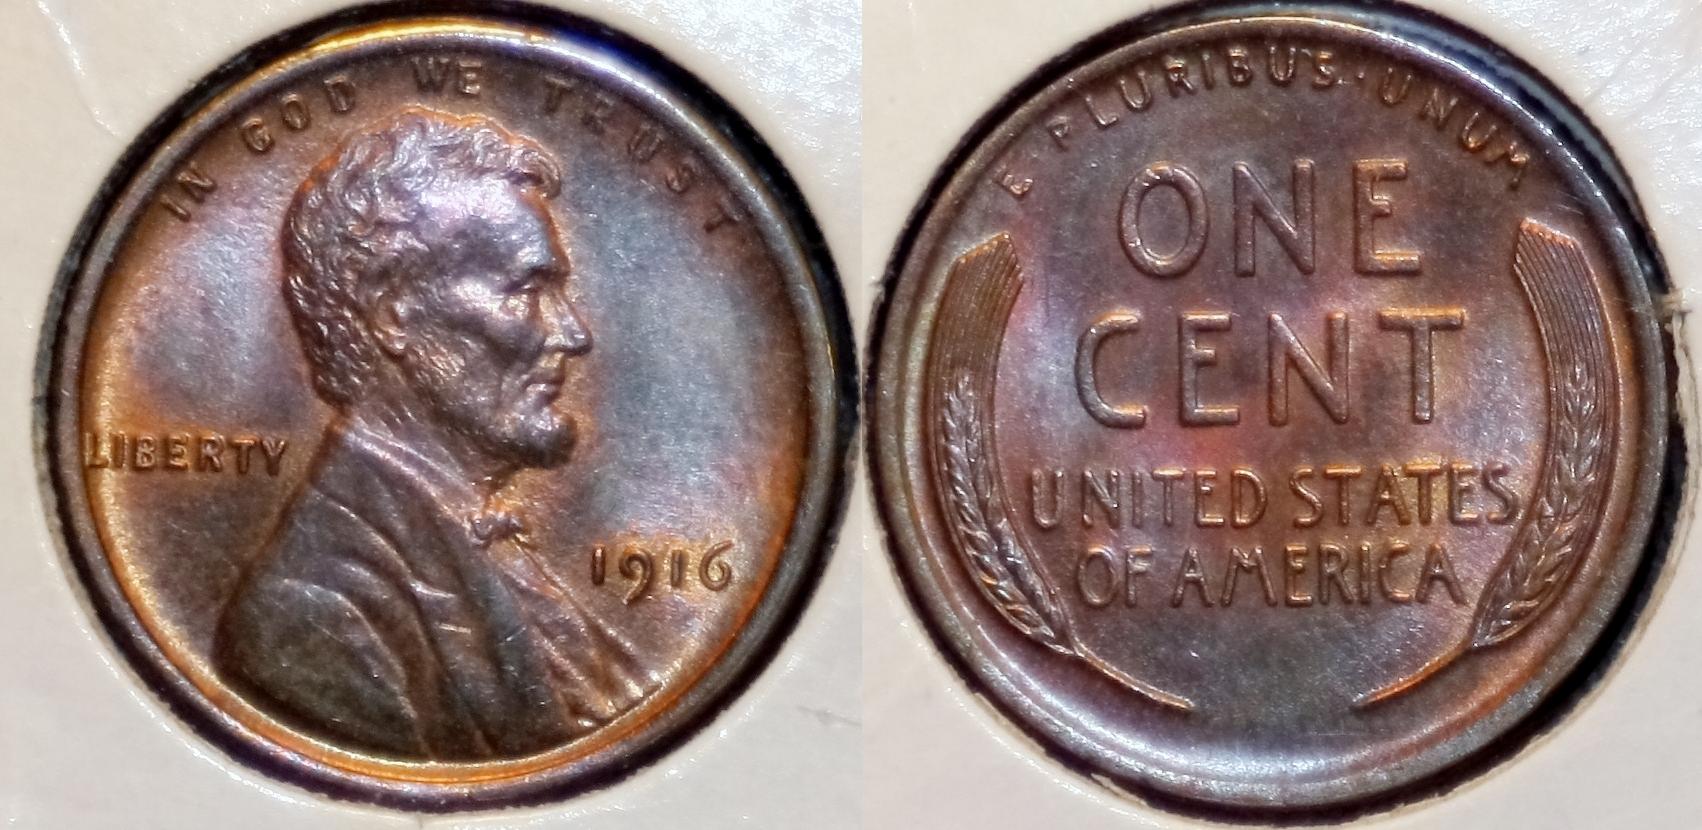 IN GOD WE TRUST
LIBERTY
1916
E PLURIBUS·UNUM
ONE
CENT
UNITED STATES
OF AMERICA